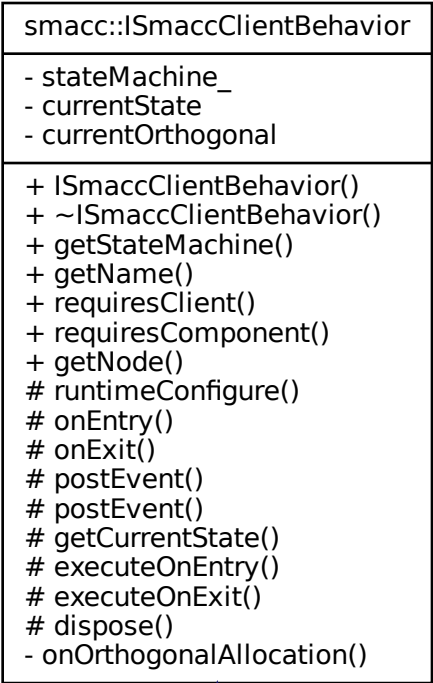 smacc::ISmaccClientBehavior
- stateMachine_
- currentState
- currentOrthogonal
+ ISmaccClientBehavior()
+ ~ISmaccClientBehavior()
+ getStateMachine()
+ getName()
+ requiresClient()
+ requiresComponent()
+ getNode()
# runtimeConfigure()
# onEntry()
# onExit()
# postEvent()
# postEvent()
# getCurrentState()
# executeOnEntry()
# executeOnExit()
# dispose()
- onOrthogonalAllocation()